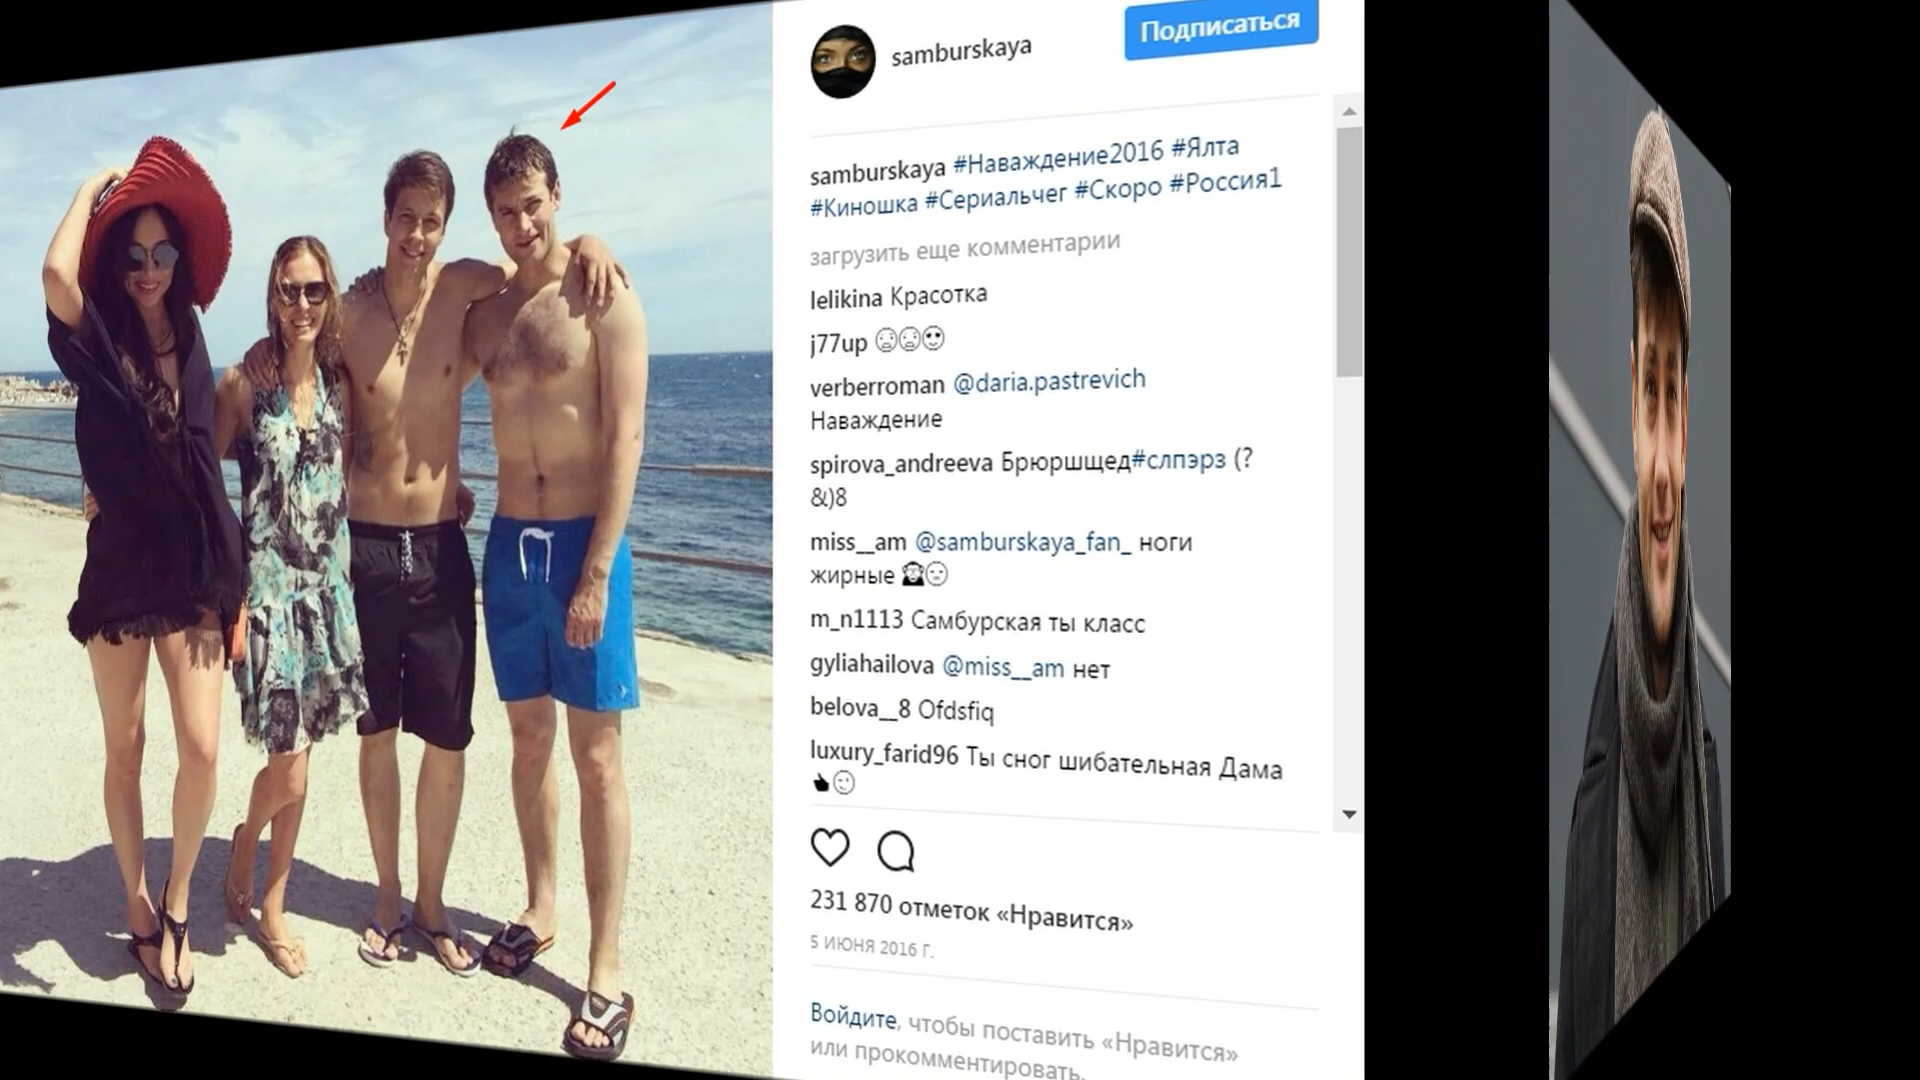 samburskaya
Подписаться
samburskaya #Наваждение2016 #Ялта
#Киношка #Сериальчег #Скоро #Россия1
загрузить еще комментарии
lelikina Красотка
j77up
verberroman @daria.pastrevich
Наваждение
spirova_andreeva Брюршщед#слпэрз (?
&)8
miss__am @samburskaya_fan_ ноги
жирные
m_n1113 Самбурская ты класс
gyliahailova @miss__am нет
belova__8 Ofdsfiq
luxury_farid96 Ты сног шибательная Дама
231 870 отметок «Нравится»
5 ИЮНЯ 2016 Г.
Войдите, чтобы поставить «Нравится»
или прокомментировать.